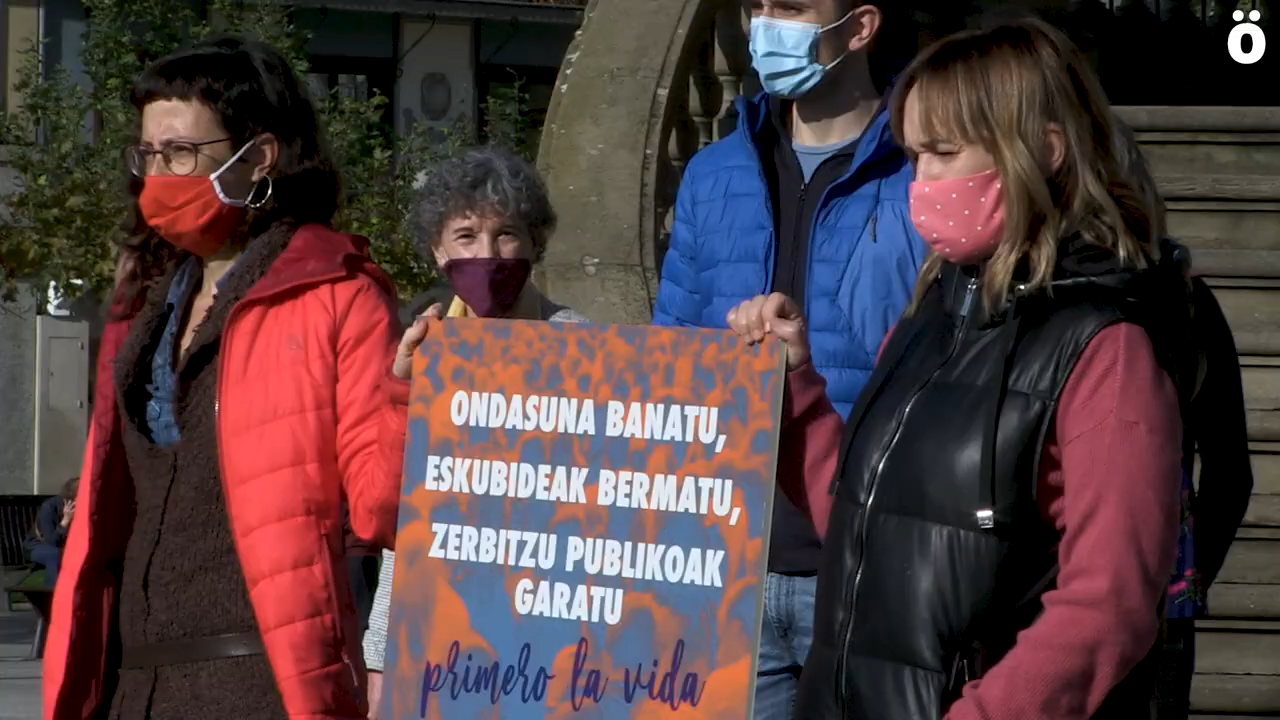 ö
ONDASUNA BANATU,
ESKUBIDEAK BERMATU,
ZERBITZU PUBLIKOAK
GARATU
primero la vida